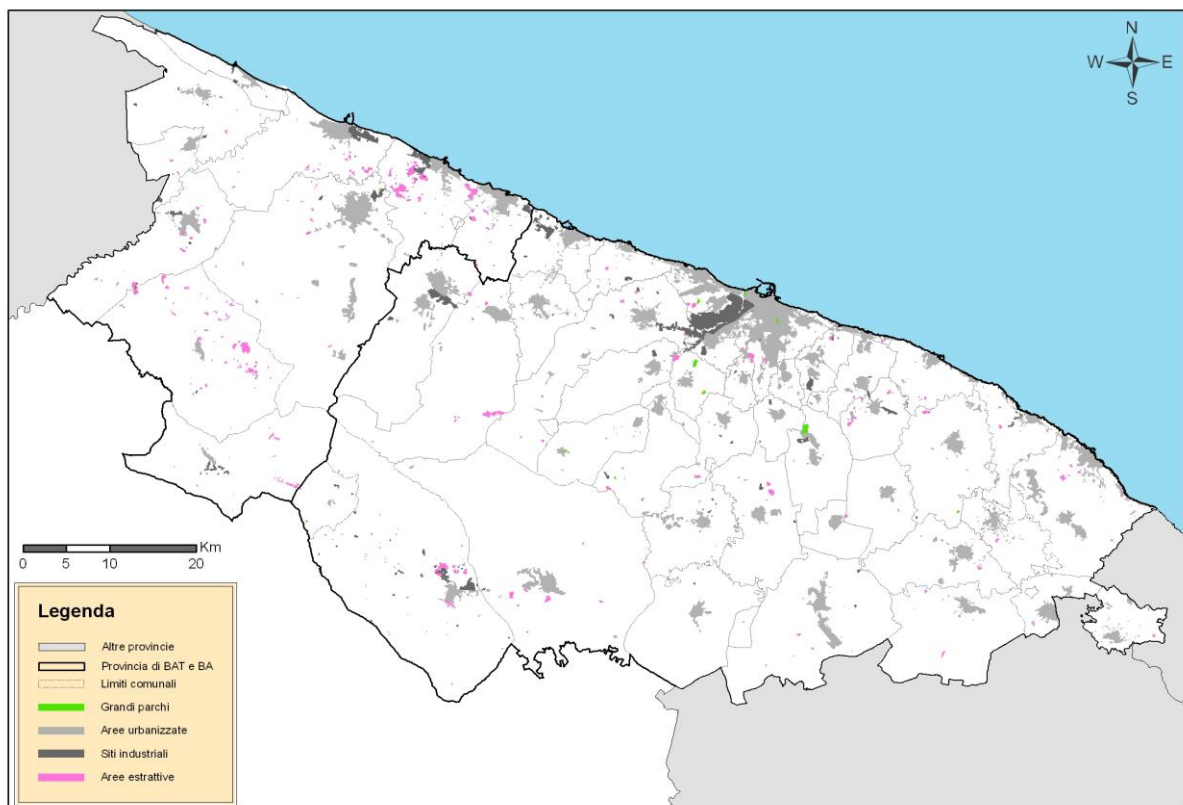 N
W E
S
Km
0 5 10 20
Legenda
Altre provincie
Provincia di BAT e BA
Limiti comunali
Grandi parchi
Aree urbanizzate
Siti industriali
Aree estrattive